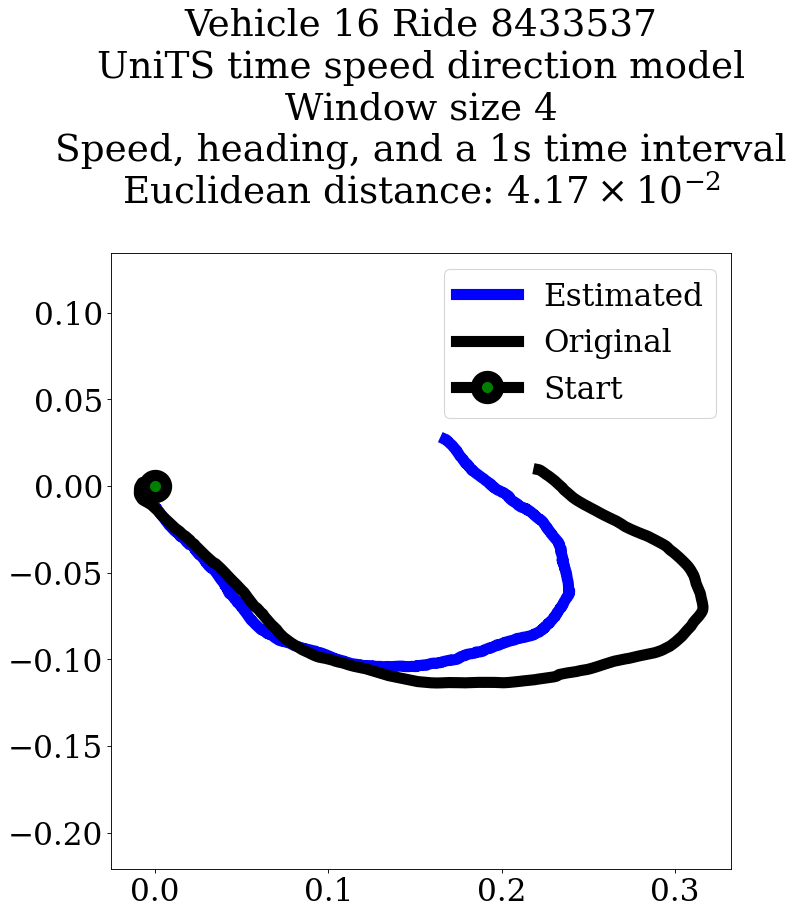 Vehicle 16 Ride 8433537
UniTS time speed direction model
Window size 4
Speed, heading, and a 1s time interval
Euclidean distance: 4.17 × 10⁻²
Estimated
Original
Start
0.10
0.05
0.00
−0.05
−0.10
−0.15
−0.20
0.0 0.1 0.2 0.3